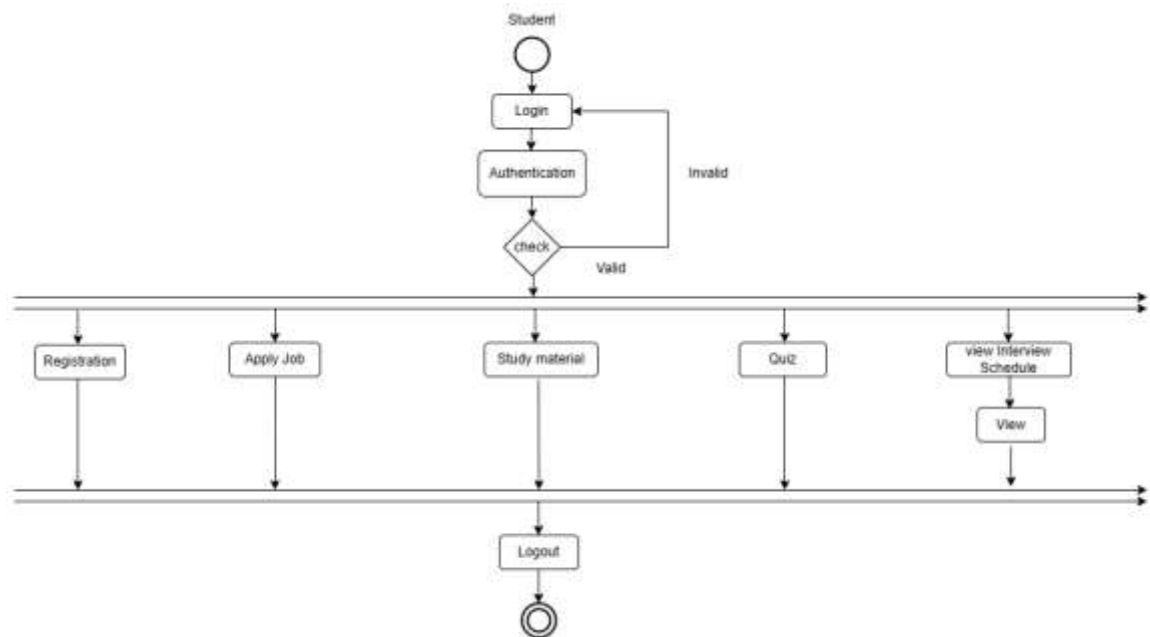 Student
Login
Authentication
Invalid
check
Valid
Registration
Apply Job
Study material
Quiz
view Interview
Schedule
View
Logout